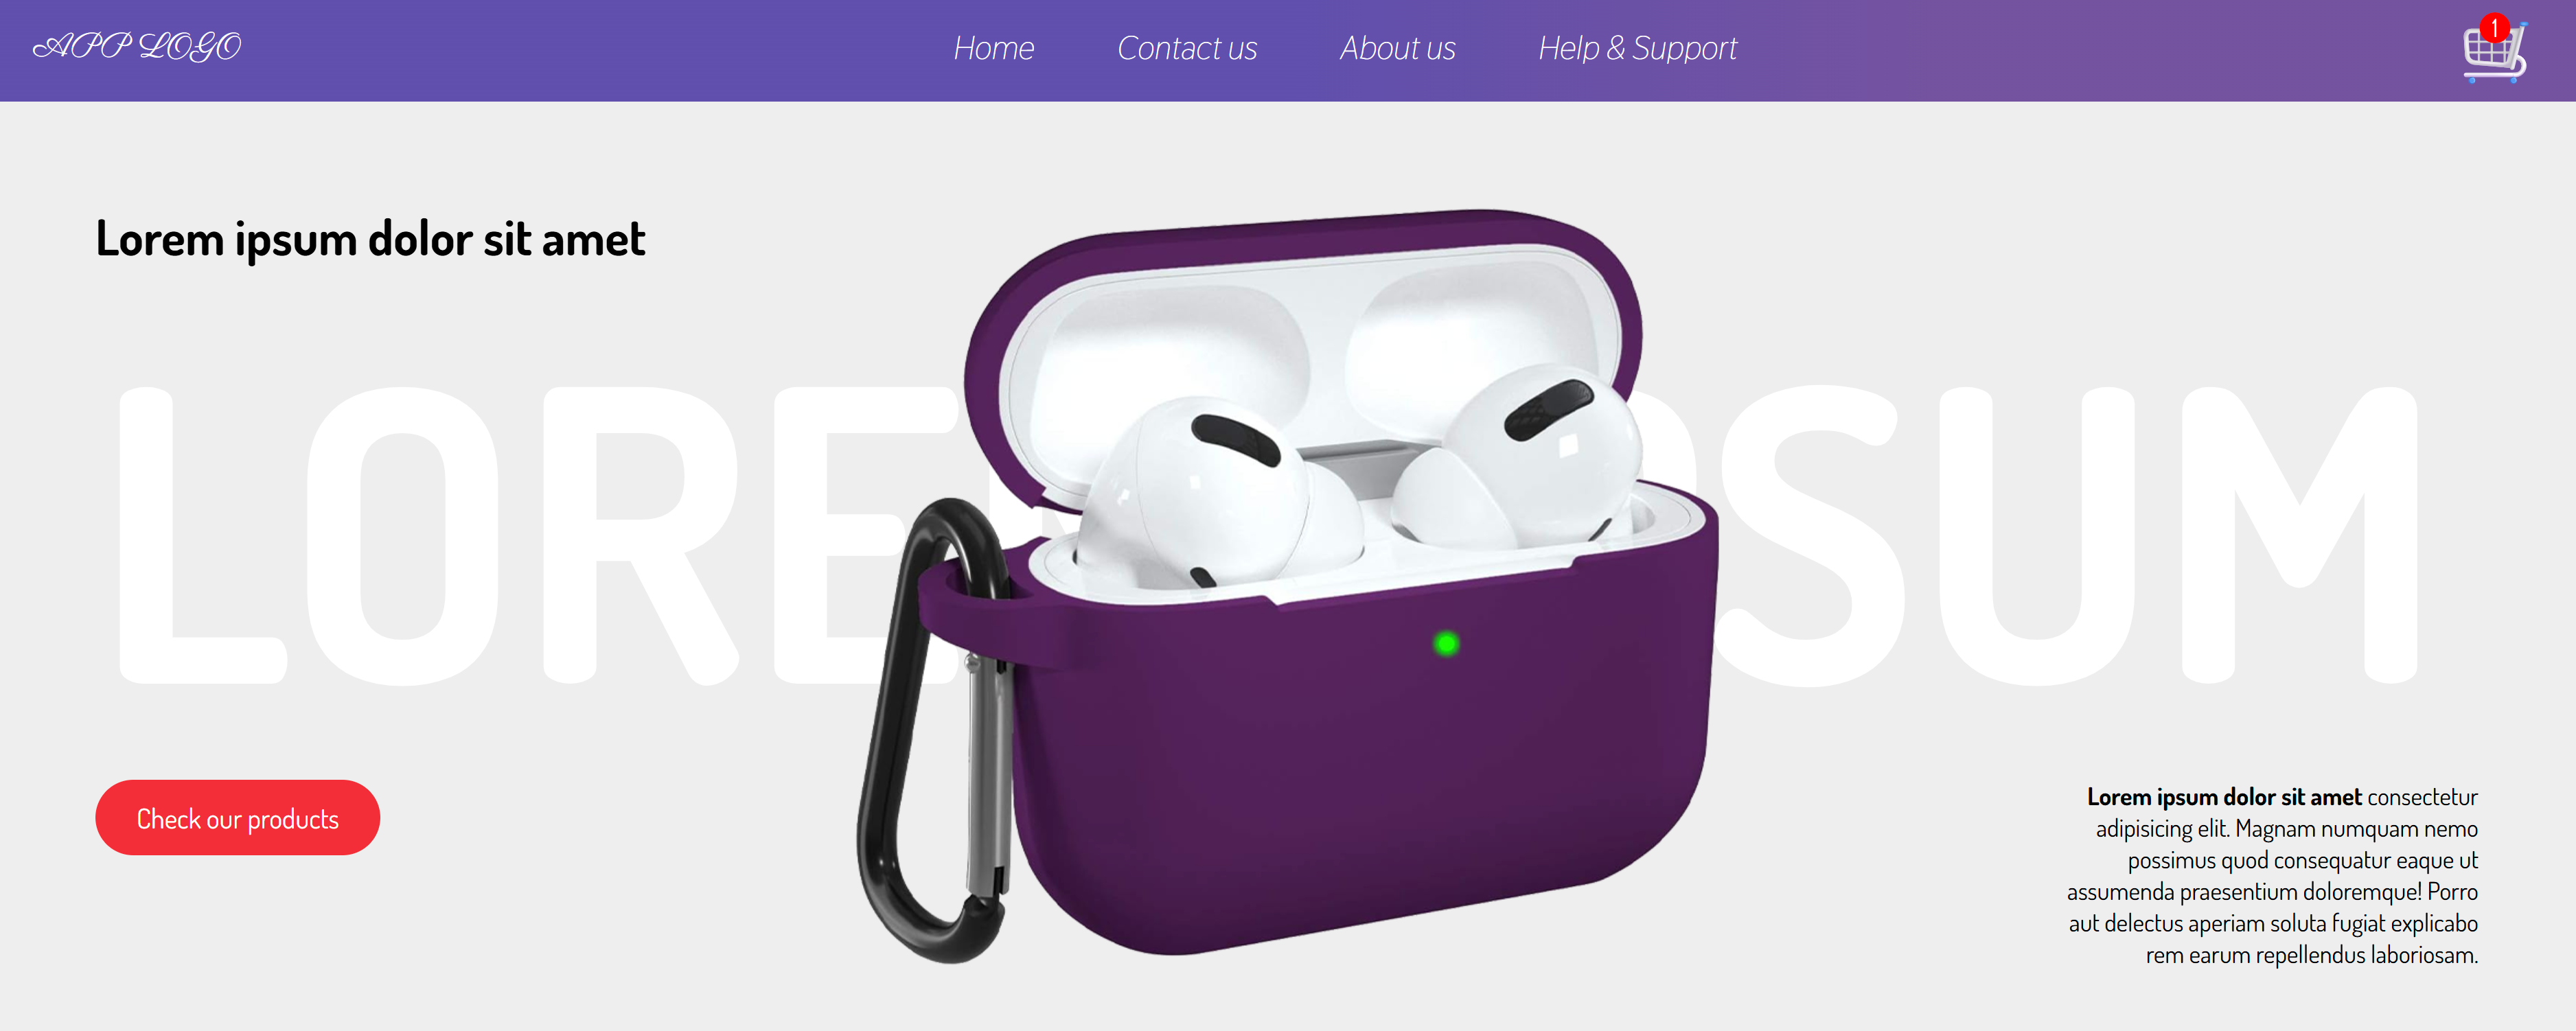 APP LOGO
Home
Contact us
About us
Help & Support
1
Lorem ipsum dolor sit amet
LORE PSUM
Check our products
Lorem ipsum dolor sit amet consectetur
adipisicing elit. Magnam numquam nemo
possimus quod consequatur eaque ut
assumenda praesentium doloremque! Porro
aut delectus aperiam soluta fugiat explicabo
rem earum repellendus laboriosam.